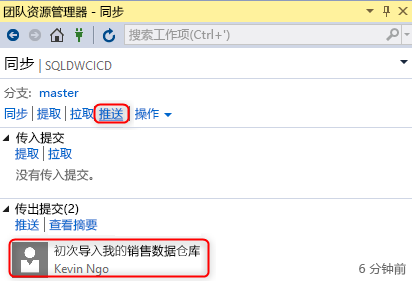 团队资源管理器 - 同步
搜索工作项(Ctrl+')
同步 | SQLDWCICD
分支: master
同步 | 提取 | 拉取 | 推送 | 操作
传入提交
提取 | 拉取
没有传入提交。
传出提交(2)
推送 | 查看摘要
初次导入我的销售数据仓库
Kevin Ngo 6 分钟前